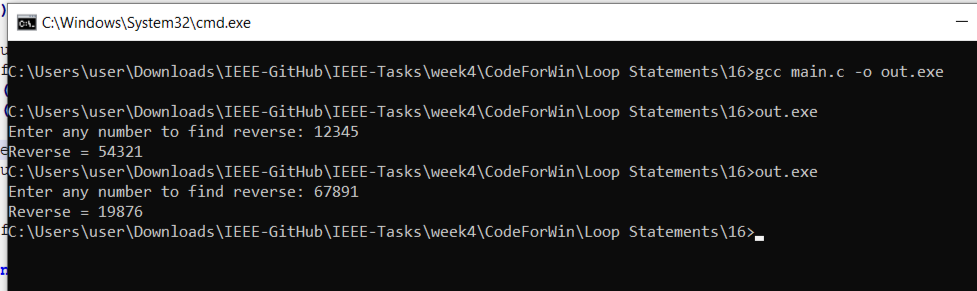 C:\Windows\System32\cmd.exe
C:\Users\user\Downloads\IEEE-GitHub\IEEE-Tasks\week4\CodeForWin\Loop Statements\16>gcc main.c -o out.exe
C:\Users\user\Downloads\IEEE-GitHub\IEEE-Tasks\week4\CodeForWin\Loop Statements\16>out.exe
Enter any number to find reverse: 12345
Reverse = 54321
C:\Users\user\Downloads\IEEE-GitHub\IEEE-Tasks\week4\CodeForWin\Loop Statements\16>out.exe
Enter any number to find reverse: 67891
Reverse = 19876
C:\Users\user\Downloads\IEEE-GitHub\IEEE-Tasks\week4\CodeForWin\Loop Statements\16>